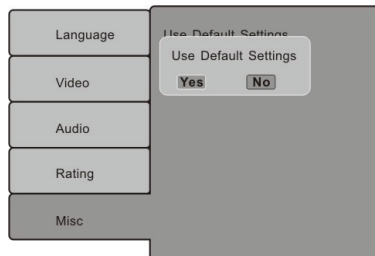 Language
Video
Audio
Rating
Misc
Use Default Settings
Use Default Settings
Yes No